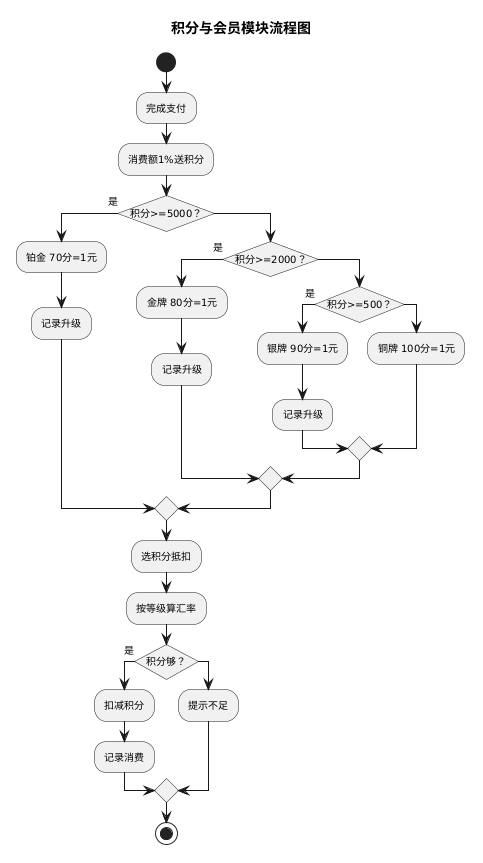 积分与会员模块流程图
完成支付
消费额1%送积分
是
积分>=5000？
铂金 70分=1元
记录升级
是
积分>=2000？
金牌 80分=1元
记录升级
是
积分>=500？
银牌 90分=1元
铜牌 100分=1元
记录升级
选积分抵扣
按等级算汇率
是
积分够？
扣减积分
提示不足
记录消费